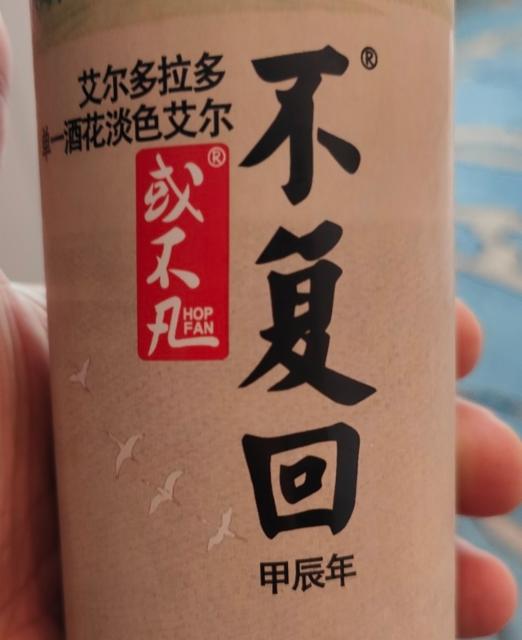 艾尔多拉多
单一酒花淡色艾尔
不复回®
或不凡®
HOP
FAN
甲辰年